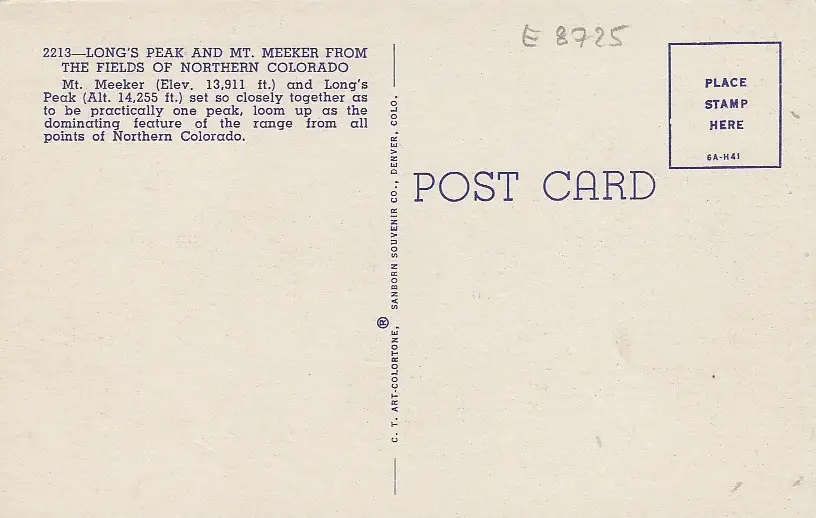 2213—LONG'S PEAK AND MT. MEEKER FROM
THE FIELDS OF NORTHERN COLORADO
Mt. Meeker (Elev. 13,911 ft.) and Long's
Peak (Alt. 14,255 ft.) set so closely together as
to be practically one peak, loom up as the
dominating feature of the range from all
points of Northern Colorado.
C. T. ART-COLORTONE, ® SANBORN SOUVENIR CO., DENVER, COLO.
E 8725
POST CARD
PLACE
STAMP
HERE
6A-H41